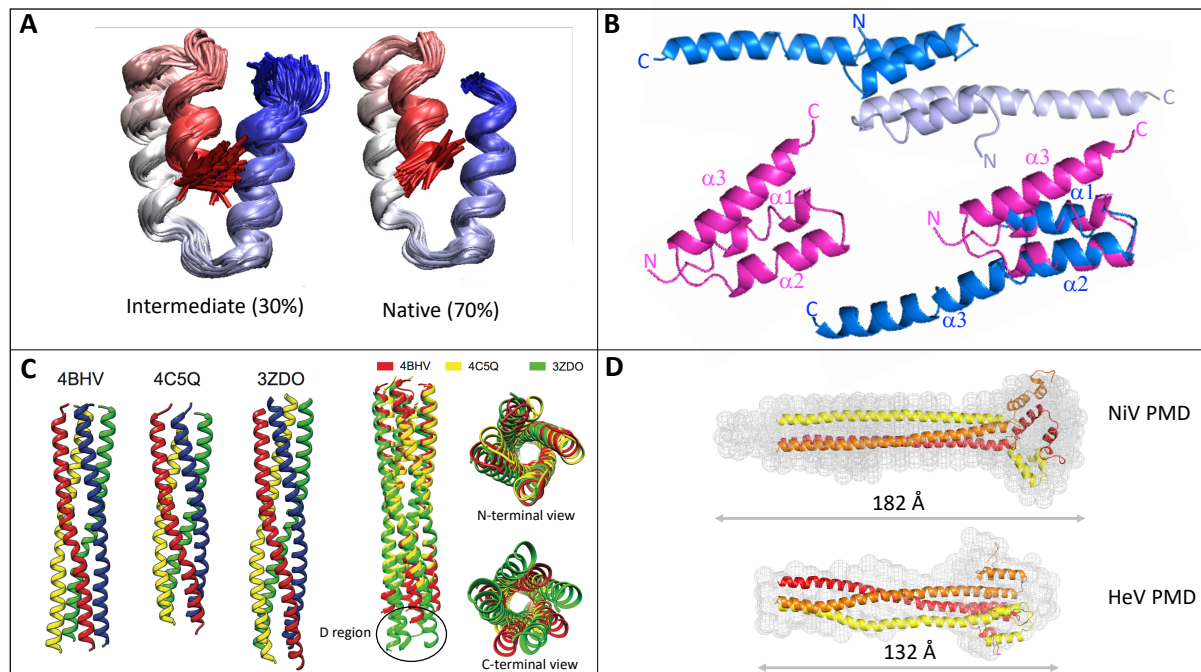 A
Intermediate (30%)
Native (70%)
B
N
C
C
N
C
α3
α1
N
α2
C
α3
α1
N
α2
C
α3
C
4BHV
4C5Q
3ZDO
4BHV
4C5Q
3ZDO
N-terminal view
D region
C-terminal view
D
NiV PMD
182 Å
HeV PMD
132 Å